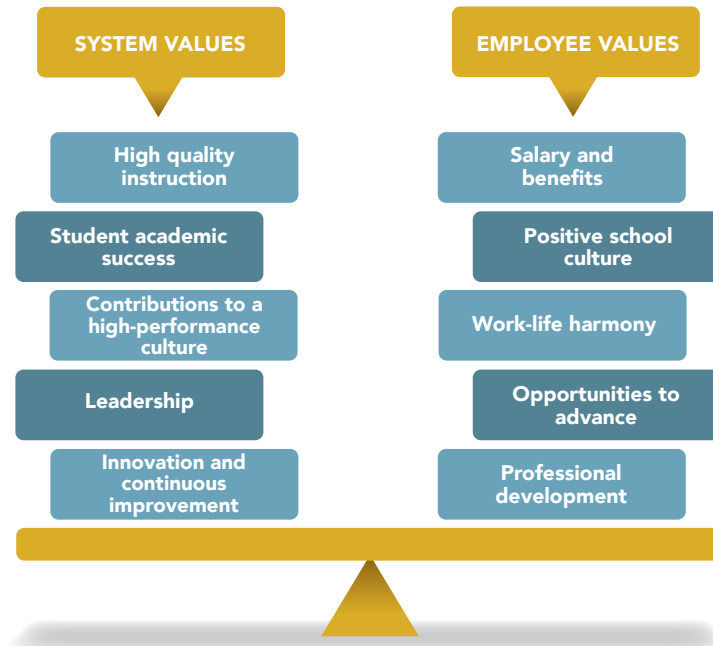 SYSTEM VALUES
High quality
instruction
Student academic
success
Contributions to a
high-performance
culture
Leadership
Innovation and
continuous
improvement
EMPLOYEE VALUES
Salary and
benefits
Positive school
culture
Work-life harmony
Opportunities to
advance
Professional
development